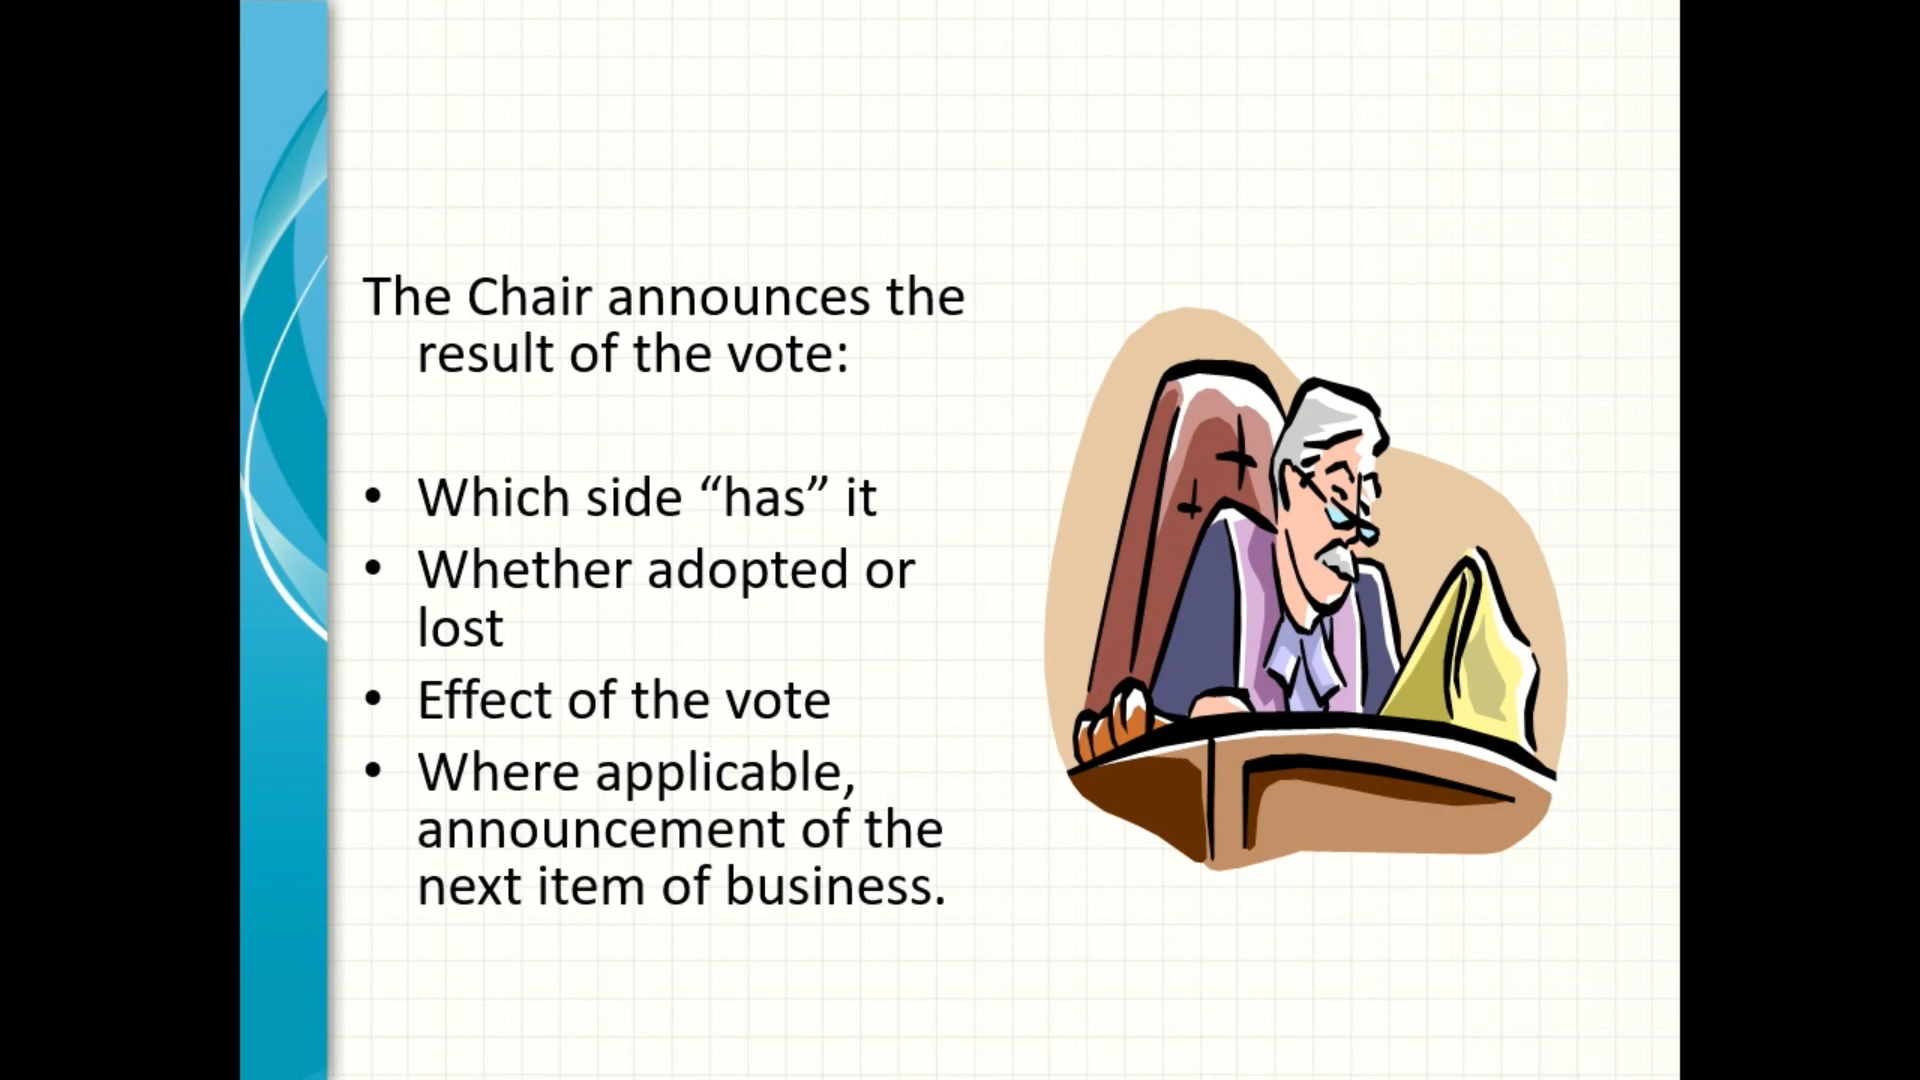 The Chair announces the
result of the vote:
• Which side “has” it
• Whether adopted or
lost
• Effect of the vote
• Where applicable,
announcement of the
next item of business.